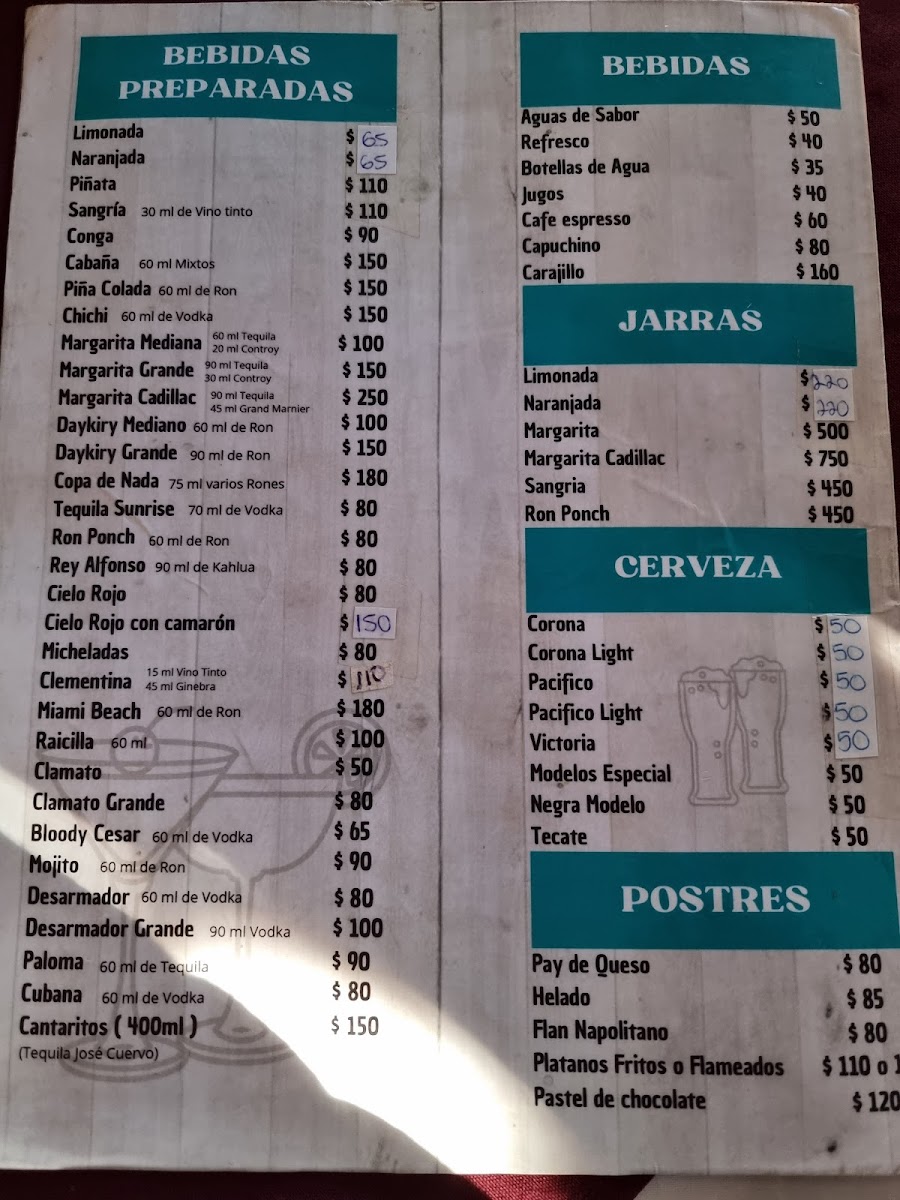 BEBIDAS
PREPARADAS
Limonada $ 65
Naranjada $ 65
Piñata $ 110
Sangría 30 ml de Vino tinto $ 110
Conga $ 90
Cabaña 60 ml Mixtos $ 150
Piña Colada 60 ml de Ron $ 150
Chichi 60 ml de Vodka $ 150
Margarita Mediana 60 ml Tequila 20 ml Controy $ 100
Margarita Grande 90 ml Tequila 30 ml Controy $ 150
Margarita Cadillac 90 ml Tequila 45 ml Grand Marnier $ 250
Daykiry Mediano 60 ml de Ron $ 100
Daykiry Grande 90 ml de Ron $ 150
Copa de Nada 75 ml varios Rones $ 180
Tequila Sunrise 70 ml de Vodka $ 80
Ron Ponch 60 ml de Ron $ 80
Rey Alfonso 90 ml de Kahlua $ 80
Cielo Rojo $ 80
Cielo Rojo con camarón $ 150
Micheladas $ 80
Clementina 15 ml Vino Tinto 45 ml Ginebra $ 110
Miami Beach 60 ml de Ron $ 180
Raicilla 60 ml $ 100
Clamato $ 50
Clamato Grande $ 80
Bloody Cesar 60 ml de Vodka $ 65
Mojito 60 ml de Ron $ 90
Desarmador 60 ml de Vodka $ 80
Desarmador Grande 90 ml Vodka $ 100
Paloma 60 ml de Tequila $ 90
Cubana 60 ml de Vodka $ 80
Cantaritos ( 400ml ) $ 150
(Tequila José Cuervo)
BEBIDAS
Aguas de Sabor $ 50
Refresco $ 40
Botellas de Agua $ 35
Jugos $ 40
Cafe espresso $ 60
Capuchino $ 80
Carajillo $ 160
JARRAS
Limonada $ 220
Naranjada $ 220
Margarita $ 500
Margarita Cadillac $ 750
Sangria $ 450
Ron Ponch $ 450
CERVEZA
Corona $ 50
Corona Light $ 50
Pacifico $ 50
Pacifico Light $ 50
Victoria $ 50
Modelos Especial $ 50
Negra Modelo $ 50
Tecate $ 50
POSTRES
Pay de Queso $ 80
Helado $ 85
Flan Napolitano $ 80
Platanos Fritos o Flameados $ 110 o
Pastel de chocolate $ 120